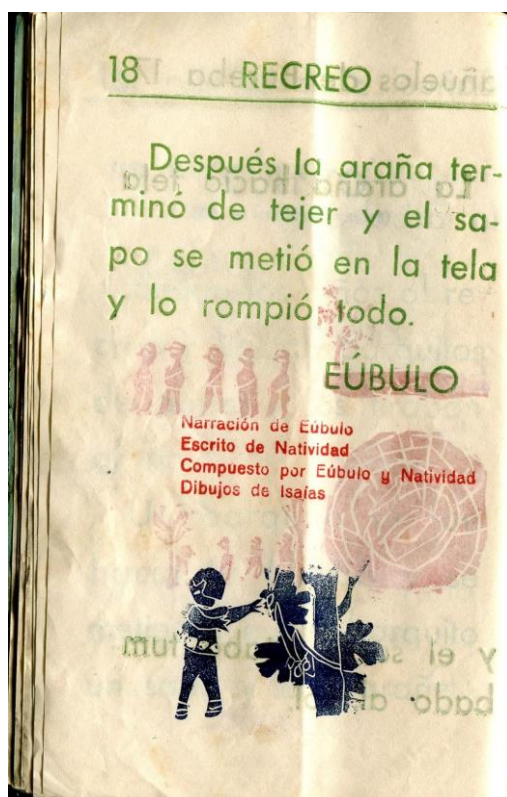 18 RECREO
Después la araña ter-
minó de tejer y el sa-
po se metió en la tela
y lo rompió todo.
EÚBULO
Narración de Eúbulo
Escrito de Natividad
Compuesto por Eúbulo y Natividad
Dibujos de Isaías